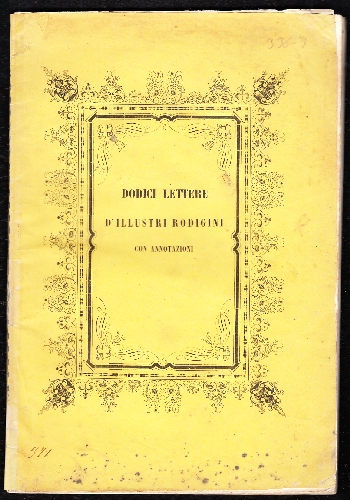 DODICI LETTERE
D'ILLUSTRI RODIGINI
CON ANNOTAZIONI